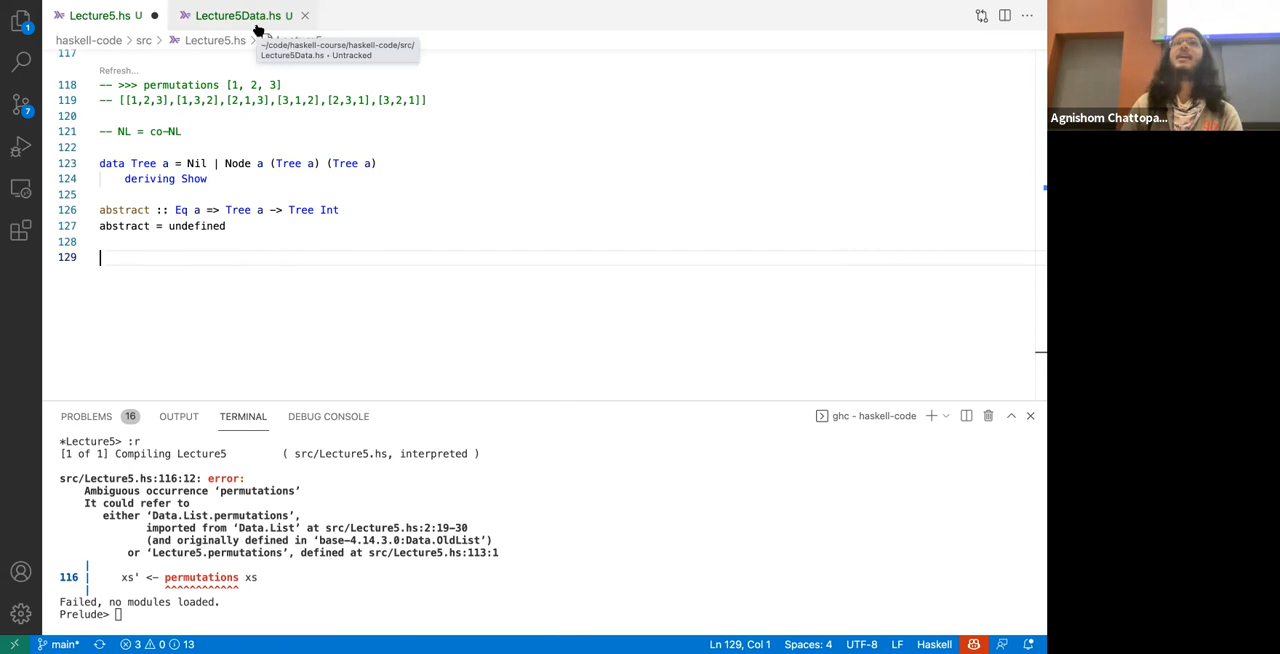 Lecture5.hs U
Lecture5Data.hs U
haskell-code > src > Lecture5.hs >
~/code/haskell-course/haskell-code/src/
Lecture5Data.hs • Untracked
117
Refresh...
118 -- >>> permutations [1, 2, 3]
119 -- [[1,2,3],[1,3,2],[2,1,3],[3,1,2],[2,3,1],[3,2,1]]
120
121 -- NL = co-NL
122
123 data Tree a = Nil | Node a (Tree a) (Tree a)
124 deriving Show
125
126 abstract :: Eq a => Tree a -> Tree Int
127 abstract = undefined
128
129
Agnishom Chattopa...
1
7
PROBLEMS 16 OUTPUT TERMINAL DEBUG CONSOLE
ghc - haskell-code
*Lecture5> :r
[1 of 1] Compiling Lecture5 ( src/Lecture5.hs, interpreted )
src/Lecture5.hs:116:12: error:
Ambiguous occurrence ‘permutations’
It could refer to
either ‘Data.List.permutations’,
imported from ‘Data.List’ at src/Lecture5.hs:2:19-30
(and originally defined in ‘base-4.14.3.0:Data.OldList’)
or ‘Lecture5.permutations’, defined at src/Lecture5.hs:113:1
|
116 | xs' <- permutations xs
| ^^^^^^^^^^^^
Failed, no modules loaded.
Prelude>
main* 3 0 13
Ln 129, Col 1 Spaces: 4 UTF-8 LF Haskell